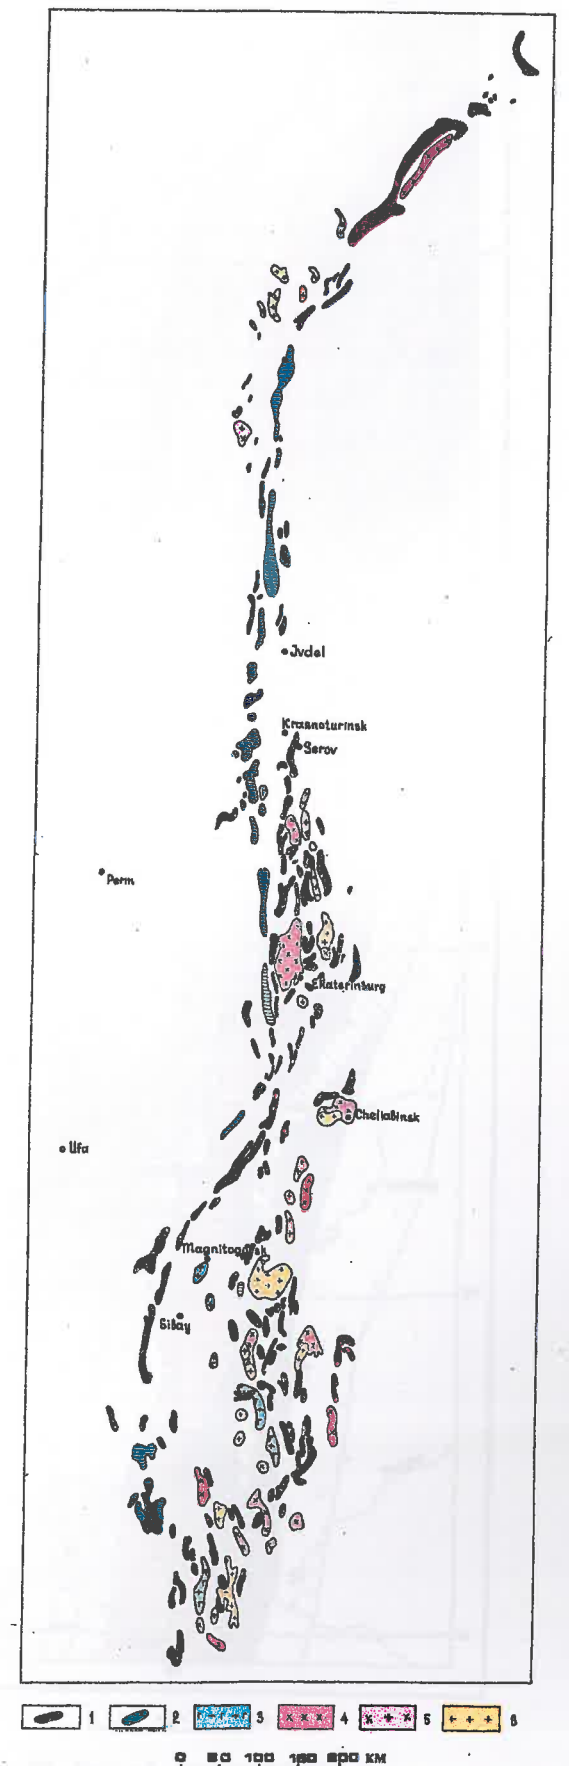 Jvdel
Krasnoturinsk
Serov
Perm
Ekaterinburg
Cheliabinsk
Ufa
Magnitogorsk
Sibay
1 2 3 4 5 6
0 50 100 150 200 KM